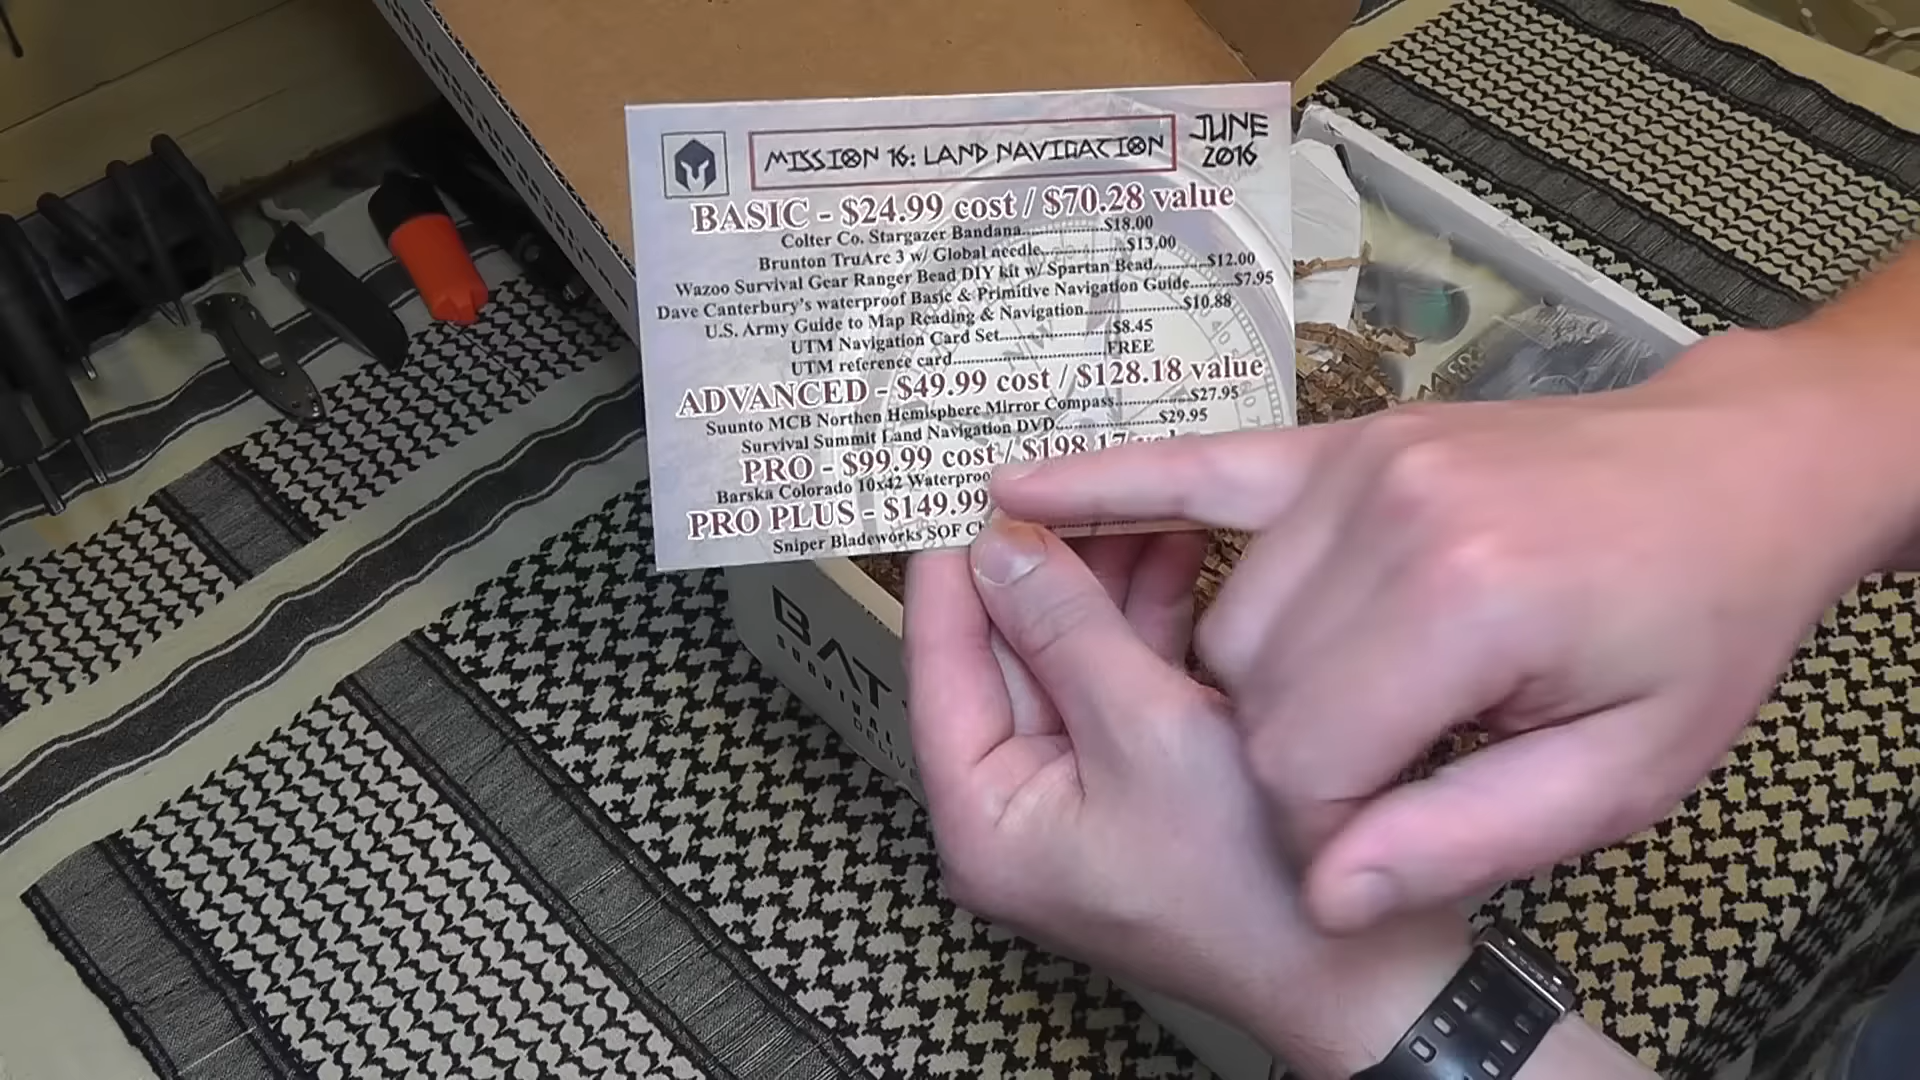 MISSION 16: LAND NAVIGATION
JUNE
2016
BASIC - $24.99 cost / $70.28 value
Colter Co. Stargazer Bandana..................$18.00
Brunton TruArc 3 w/ Global needle..................$13.00
Wazoo Survival Gear Ranger Bead DIY kit w/ Spartan Bead..........$12.00
Dave Canterbury's waterproof Basic & Primitive Navigation Guide..........$7.95
U.S. Army Guide to Map Reading & Navigation....................$10.88
UTM Navigation Card Set....................$8.45
UTM reference card..............................FREE
ADVANCED - $49.99 cost / $128.18 value
Suunto MCB Northen Hemisphere Mirror Compass...............$27.95
Survival Summit Land Navigation DVD....................$29.95
PRO - $99.99 cost / $198.17
Barska Colorado 10x42
PRO PLUS - $149.99
Sniper Bladeworks SOF
BAT
SURVIVAL